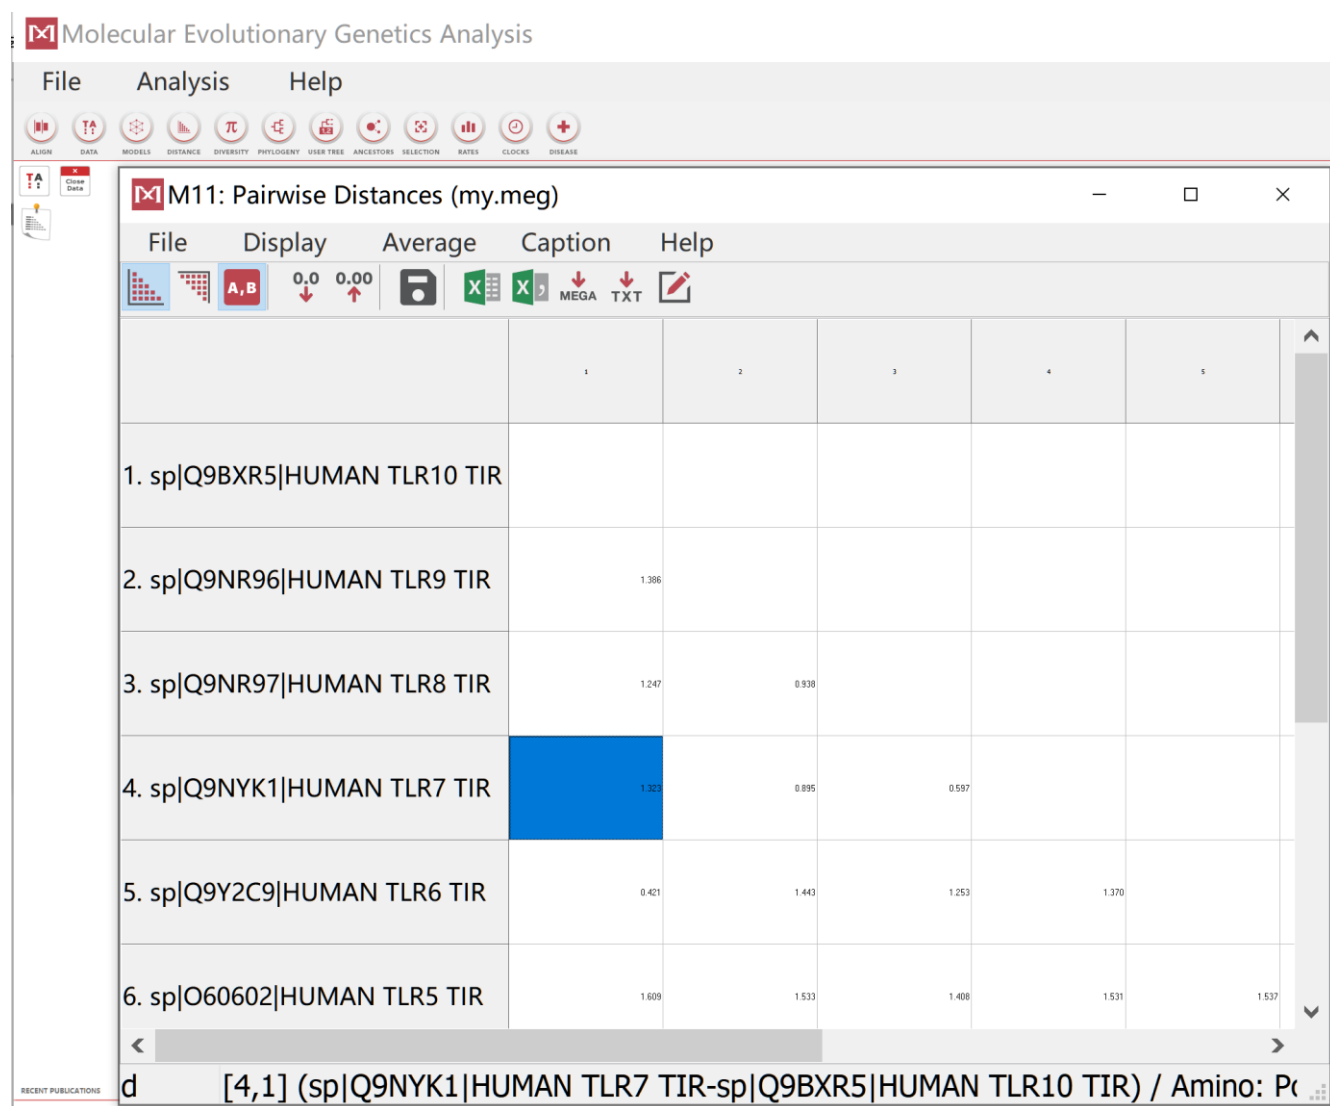 Molecular Evolutionary Genetics Analysis
File Analysis Help
ALIGN DATA MODELS DISTANCE DIVERSITY PHYLOGENY USER TREE ANCESTORS SELECTION RATES CLOCKS DISEASE
Close Data
M11: Pairwise Distances (my.meg)
File Display Average Caption Help
A,B 0.0 0.00 MEGA TXT
1 2 3 4 5
1. sp|Q9BXR5|HUMAN TLR10 TIR
2. sp|Q9NR96|HUMAN TLR9 TIR 1.386
3. sp|Q9NR97|HUMAN TLR8 TIR 1.247 0.938
4. sp|Q9NYK1|HUMAN TLR7 TIR 1.323 0.895 0.597
5. sp|Q9Y2C9|HUMAN TLR6 TIR 0.421 1.443 1.253 1.370
6. sp|O60602|HUMAN TLR5 TIR 1.609 1.533 1.408 1.531 1.537
RECENT PUBLICATIONS
d [4,1] (sp|Q9NYK1|HUMAN TLR7 TIR-sp|Q9BXR5|HUMAN TLR10 TIR) / Amino: